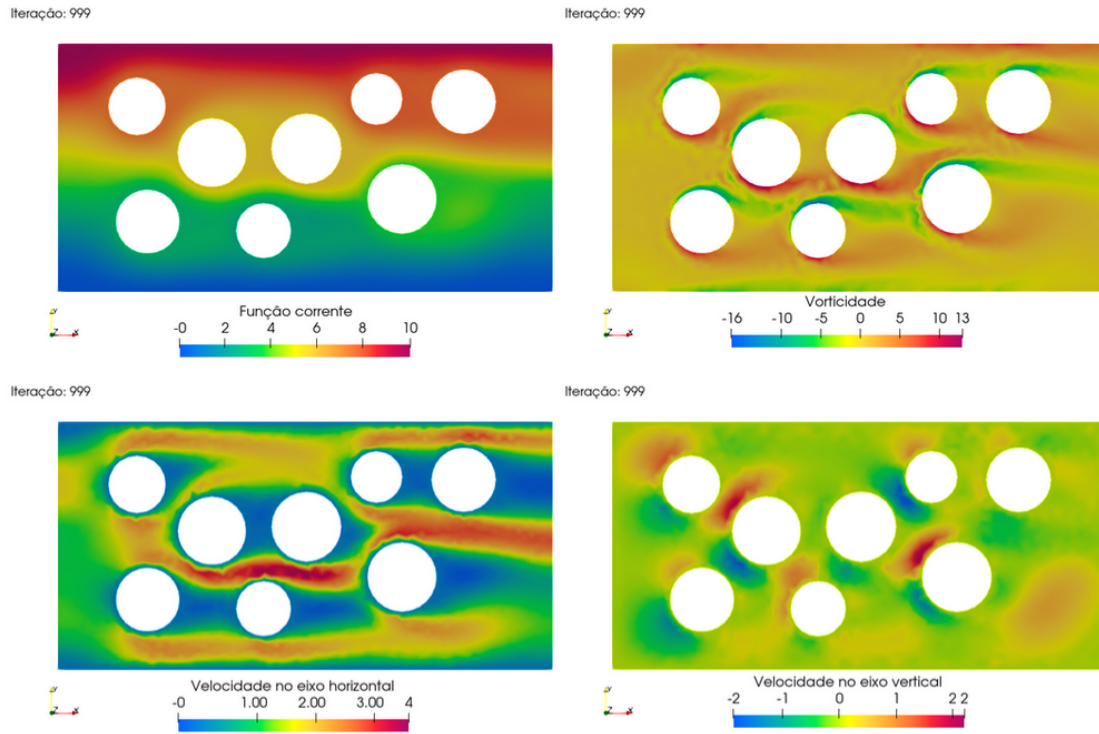 Iteração: 999
Iteração: 999
Função corrente
-0 2 4 6 8 10
Vorticidade
-16 -10 -5 0 5 10 13
Iteração: 999
Iteração: 999
Velocidade no eixo horizontal
-0 1.00 2.00 3.00 4
Velocidade no eixo vertical
-2 -1 0 1 2 2